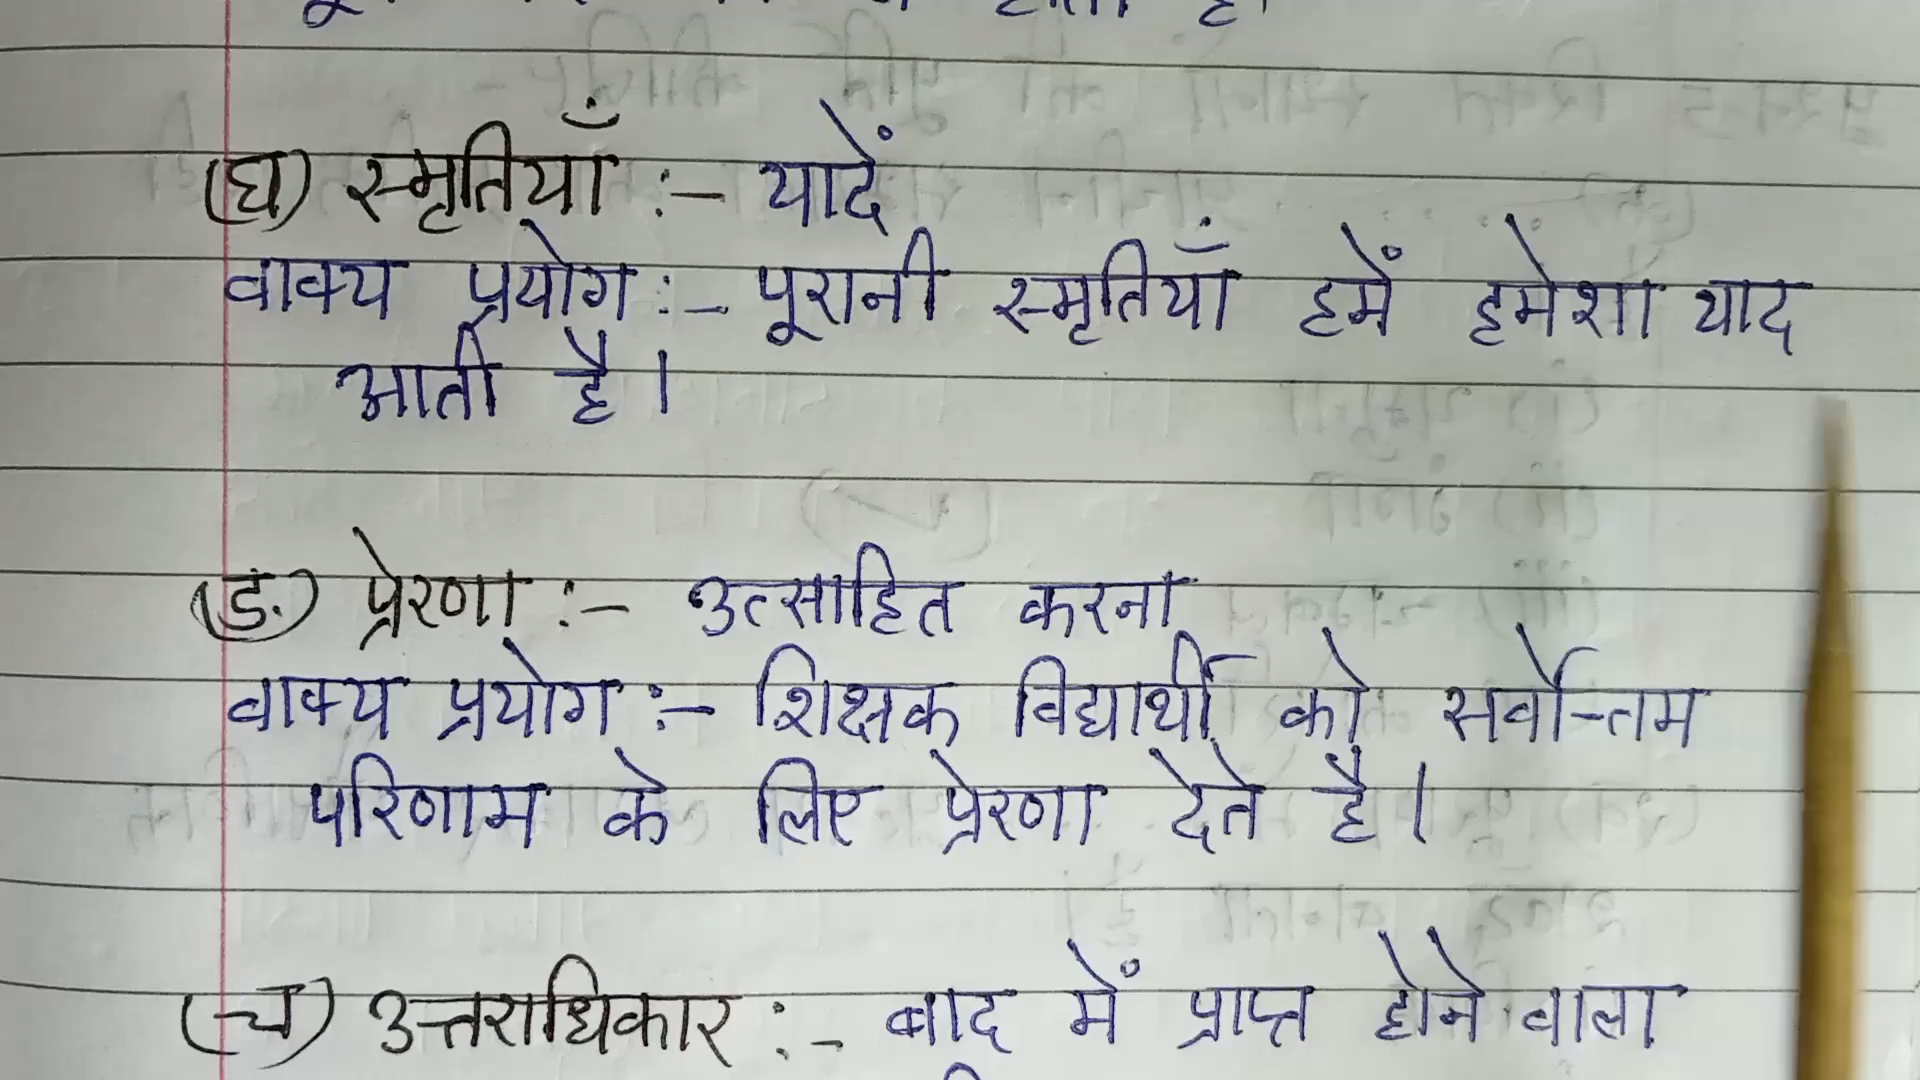 (घ) स्मृतियाँ :- यादें
वाक्य प्रयोग :- पूरानी स्मृतियाँ हमें हमेशा याद
आती है।
(ङ) प्रेरणा :- उत्साहित करना
वाक्य प्रयोग :- शिक्षक विद्यार्थी को सर्वोत्तम
परिणाम के लिए प्रेरणा देते है।
(च) उत्तराधिकार :- बाद में प्राप्त होने वाला